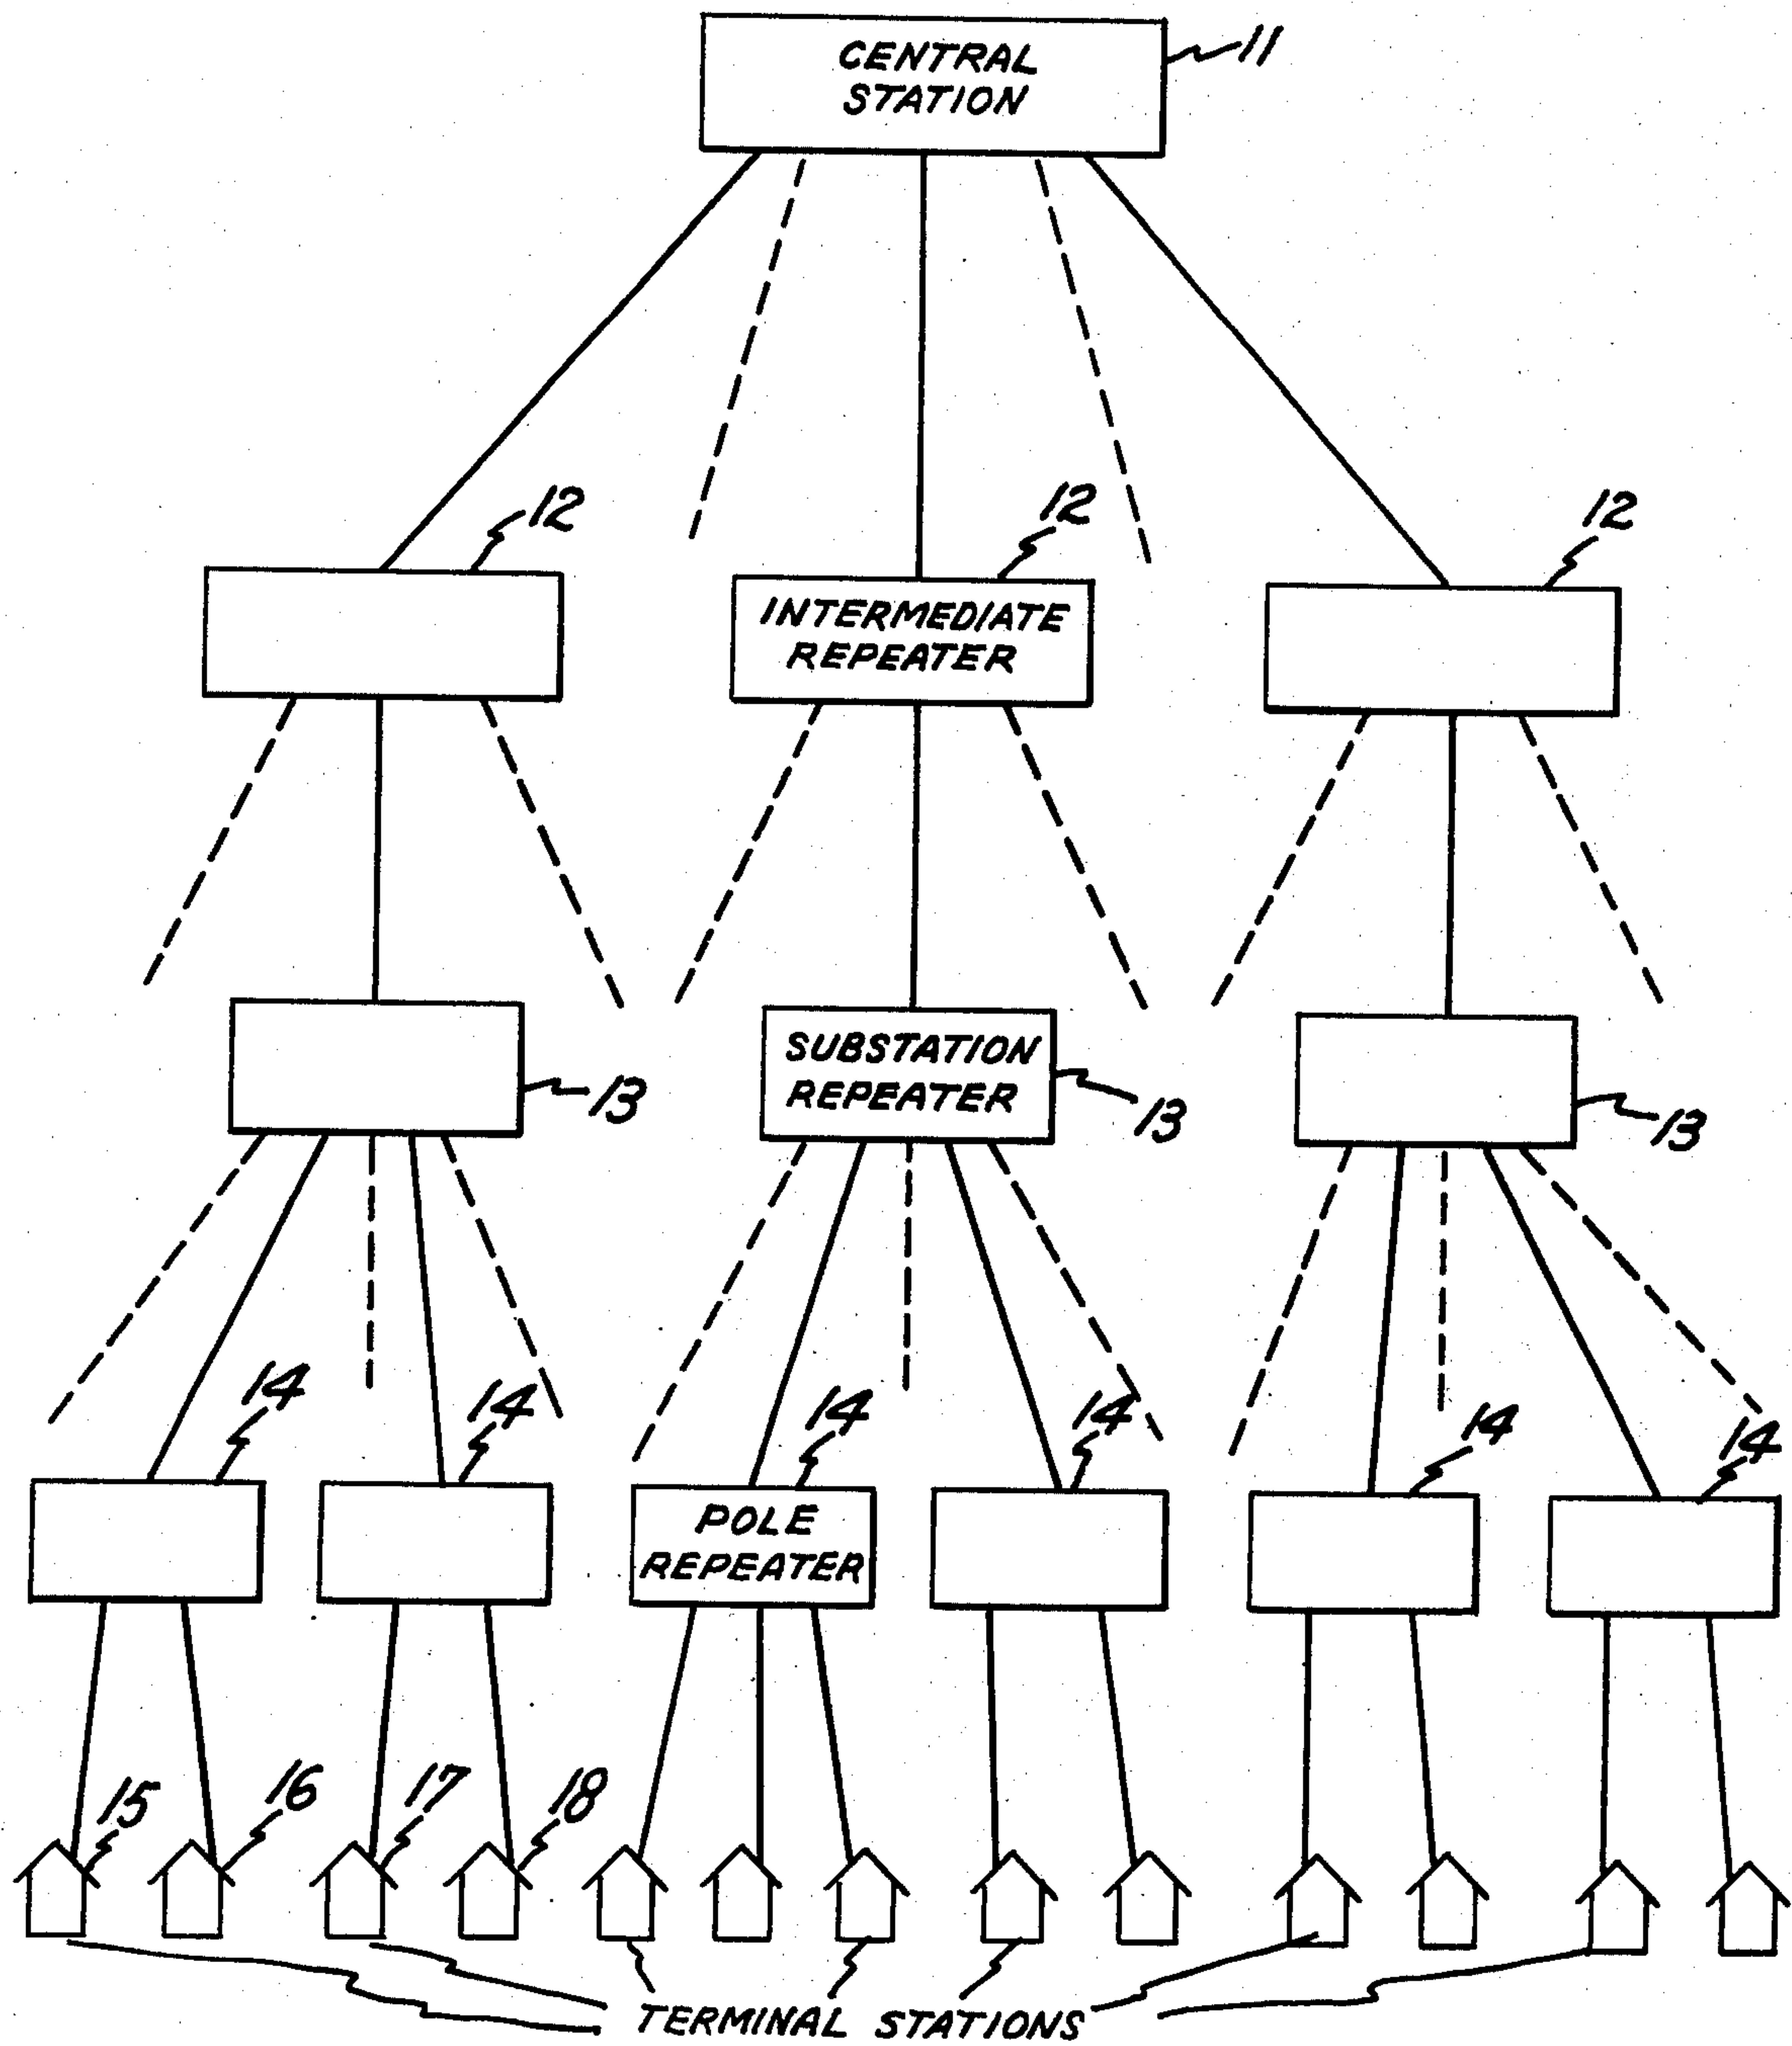 CENTRAL
STATION
11
12
12
12
INTERMEDIATE
REPEATER
SUBSTATION
REPEATER
13
13
13
14
14
14
14
14
14
POLE
REPEATER
15
16
17
18
TERMINAL STATIONS